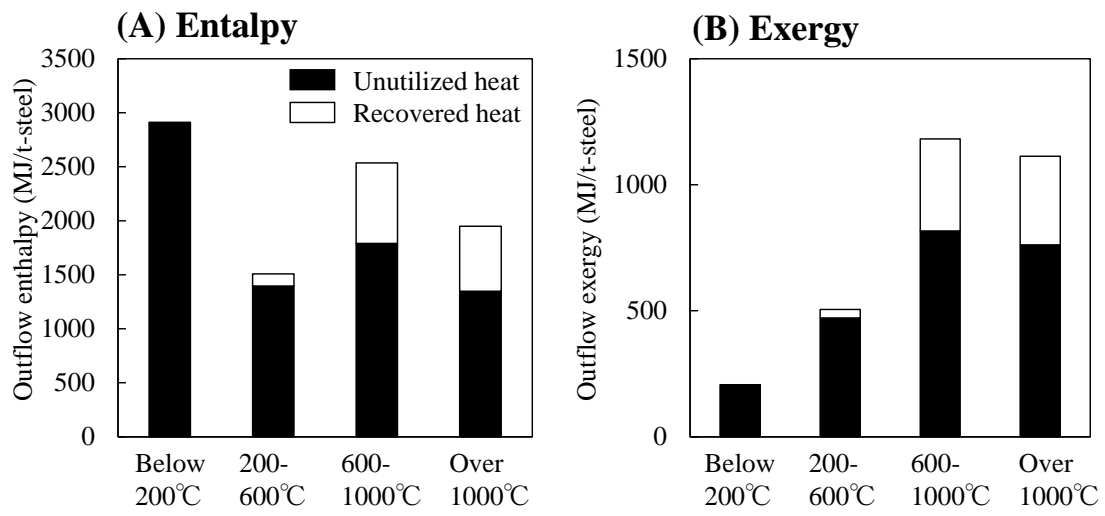 (A) Entalpy
Outflow enthalpy (MJ/t-steel)
3500
3000
2500
2000
1500
1000
500
0
Unutilized heat
Recovered heat
Below
200℃
200-
600℃
600-
1000℃
Over
1000℃
(B) Exergy
Outflow exergy (MJ/t-steel)
1500
1000
500
0
Below
200℃
200-
600℃
600-
1000℃
Over
1000℃